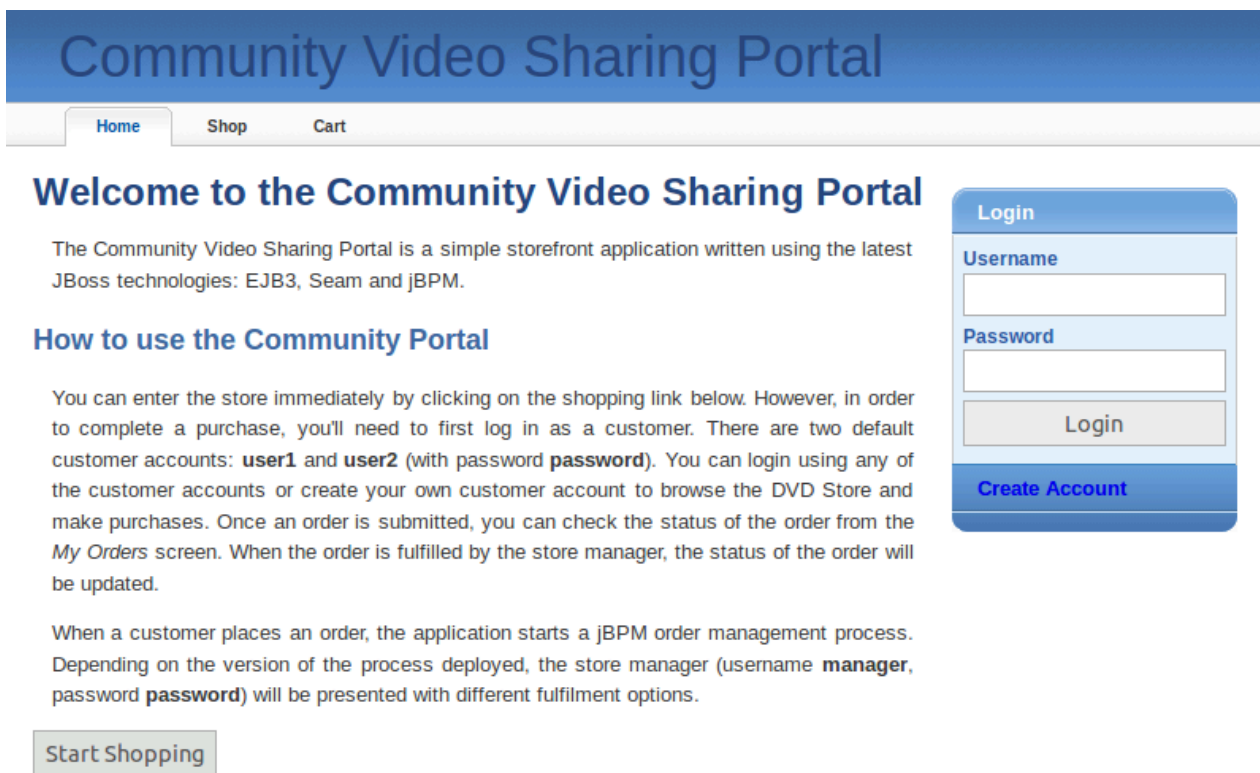 Community Video Sharing Portal
Home Shop Cart
Welcome to the Community Video Sharing Portal
The Community Video Sharing Portal is a simple storefront application written using the latest
JBoss technologies: EJB3, Seam and jBPM.
How to use the Community Portal
You can enter the store immediately by clicking on the shopping link below. However, in order
to complete a purchase, you'll need to first log in as a customer. There are two default
customer accounts: user1 and user2 (with password password). You can login using any of
the customer accounts or create your own customer account to browse the DVD Store and
make purchases. Once an order is submitted, you can check the status of the order from the
My Orders screen. When the order is fulfilled by the store manager, the status of the order will
be updated.
When a customer places an order, the application starts a jBPM order management process.
Depending on the version of the process deployed, the store manager (username manager,
password password) will be presented with different fulfilment options.
Start Shopping
Login
Username
Password
Login
Create Account